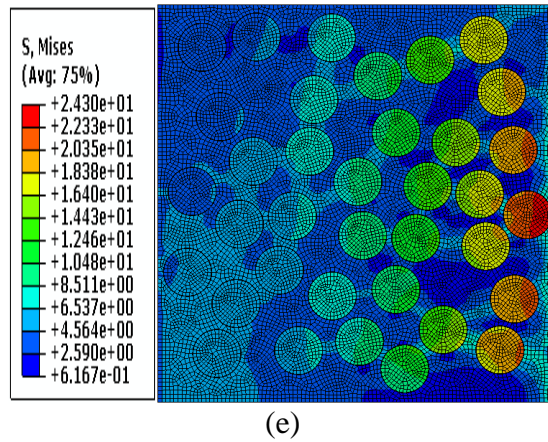 S, Mises
(Avg: 75%)
+2.430e+01
+2.233e+01
+2.035e+01
+1.838e+01
+1.640e+01
+1.443e+01
+1.246e+01
+1.048e+01
+8.511e+00
+6.537e+00
+4.564e+00
+2.590e+00
+6.167e-01
(e)